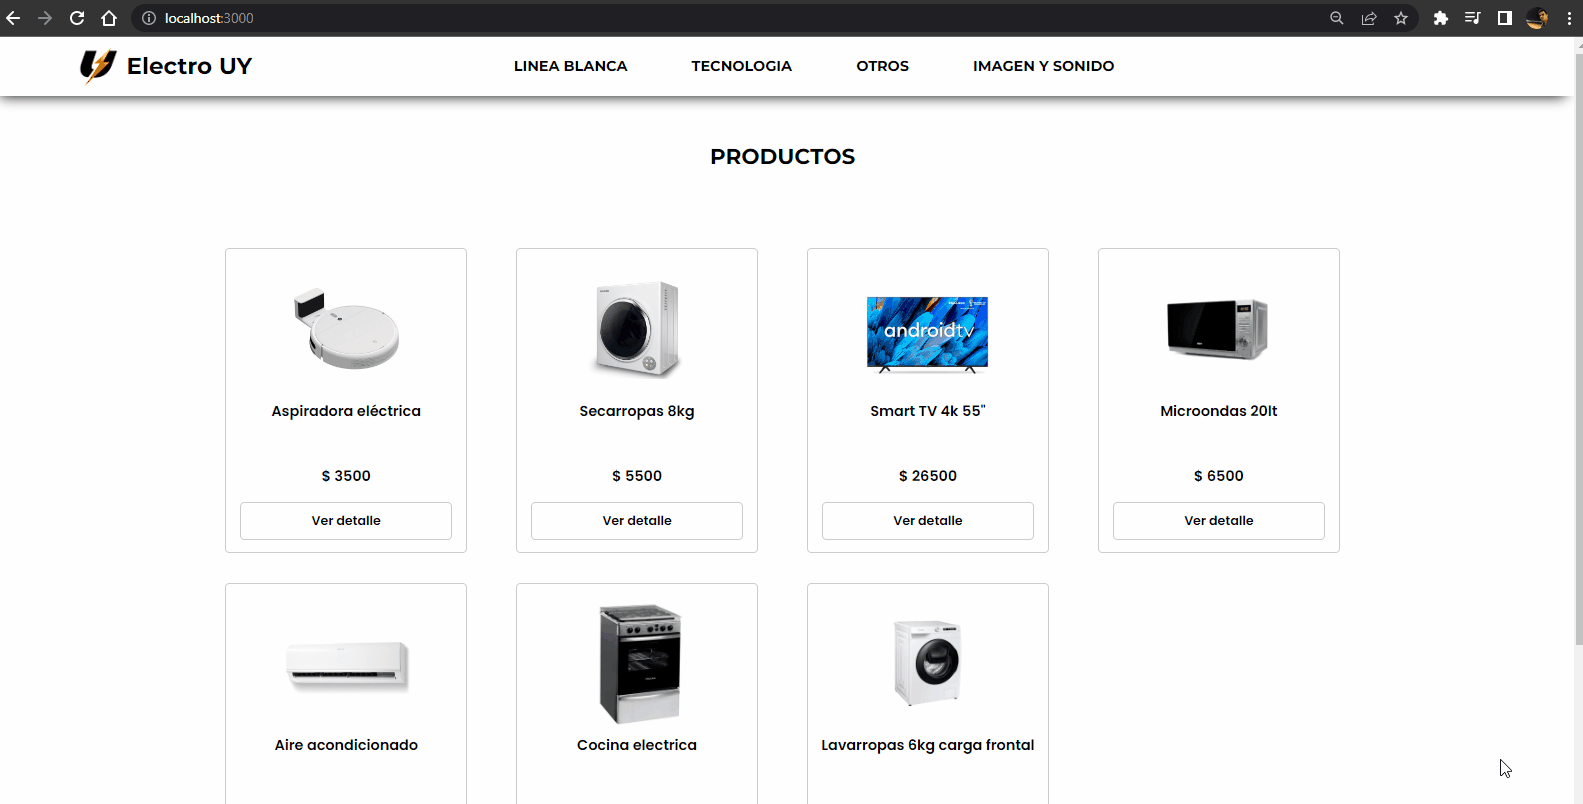 localhost:3000
Electro UY
LINEA BLANCA
TECNOLOGIA
OTROS
IMAGEN Y SONIDO
PRODUCTOS
androidtv
Aspiradora eléctrica
Secarropas 8kg
Smart TV 4k 55"
Microondas 20lt
$ 3500
$ 5500
$ 26500
$ 6500
Ver detalle
Ver detalle
Ver detalle
Ver detalle
Aire acondicionado
Cocina electrica
Lavarropas 6kg carga frontal